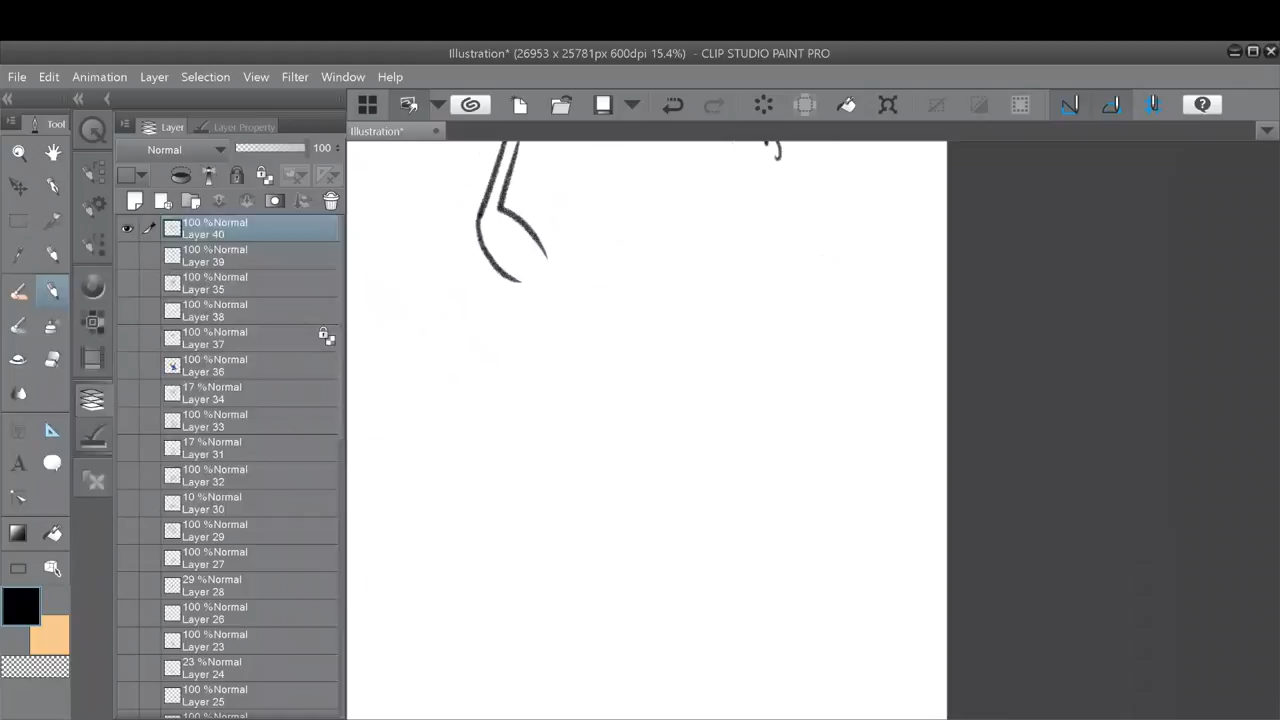 Illustration* (26953 x 25781px 600dpi 15.4%) - CLIP STUDIO PAINT PRO
File Edit Animation Layer Selection View Filter Window Help
Tool
Layer
Layer Property
Illustration*
Normal
100
100 %Normal
Layer 40
100 %Normal
Layer 39
100 %Normal
Layer 35
100 %Normal
Layer 38
100 %Normal
Layer 37
100 %Normal
Layer 36
17 %Normal
Layer 34
100 %Normal
Layer 33
17 %Normal
Layer 31
100 %Normal
Layer 32
10 %Normal
Layer 30
100 %Normal
Layer 29
100 %Normal
Layer 27
29 %Normal
Layer 28
100 %Normal
Layer 26
100 %Normal
Layer 23
23 %Normal
Layer 24
100 %Normal
Layer 25
100 %Normal